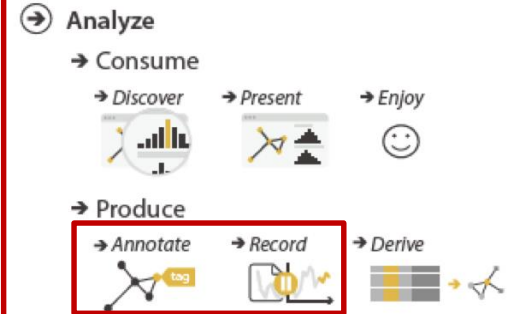 Analyze
Consume
Discover Present Enjoy
Produce
Annotate Record Derive
tag